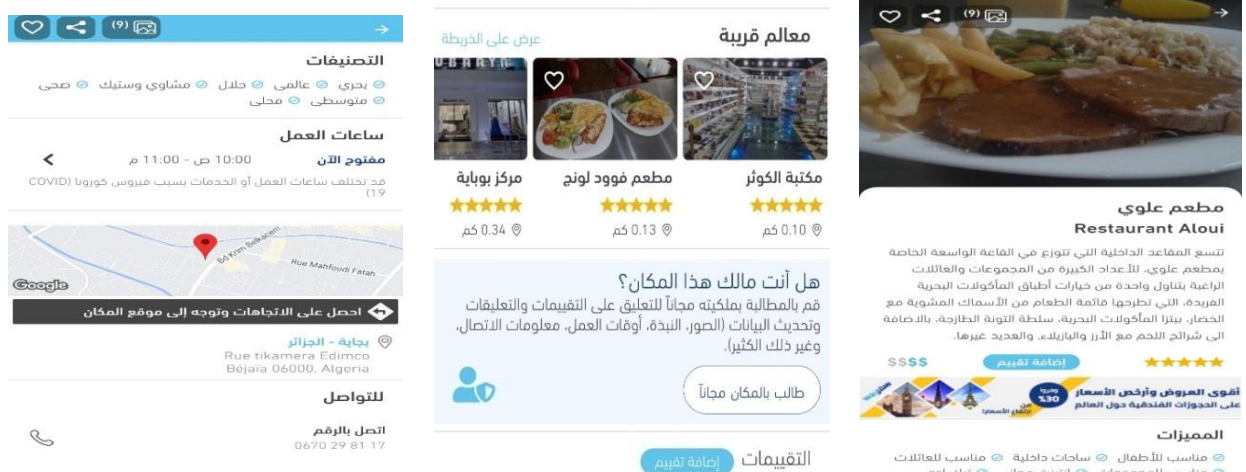 (9)
مطعم علوي
Restaurant Aloui
تتسع المقاعد الداخلية التي تتوزع في القاعة الواسعة الخاصة
بمطعم علوي، للأعداد الكبيرة من المجموعات والعائلات
الراغبة بتناول واحدة من خيارات أطباق المأكولات البحرية
الفريدة، التي تطرحها قائمة الطعام من الأسماك المشوية مع
الخضار، بيتزا المأكولات البحرية، سلطة التونة الطازجة، بالاضافة
الى شرائح اللحم مع الأرز والبازيلاء، والعديد غيرها.
إضافة تقييم $$$$
أقوى العروض وأرخص الأسعار وفروا 30%
على الحجوزات الفندقية حول العالم
المميزات
مناسب للأطفال ساحات داخلية مناسب للعائلات
معالم قريبة عرض على الخريطة
مكتبة الكوثر مطعم فوود لونج مركز بوباية
0.10 كم 0.13 كم 0.34 كم
هل أنت مالك هذا المكان؟
قم بالمطالبة بملكيته مجاناً للتعليق على التقييمات والتعليقات
وتحديث البيانات (الصور، النبذة، أوقات العمل، معلومات الاتصال،
وغير ذلك الكثير).
طالب بالمكان مجاناً
التقييمات إضافة تقييم
(9)
التصنيفات
بحري عالمي حلال مشاوي وستيك صحي
متوسطي محلي
ساعات العمل
مفتوح الآن 10:00 ص - 11:00 م
قد تختلف ساعات العمل أو الخدمات بسبب فيروس كورونا (COVID
19)
Bd Krim Belkacem
Rue Mahfoudi Fatah
Google
احصل على الاتجاهات وتوجه إلى موقع المكان
بجاية - الجزائر
Rue tikamera Edimco
Béjaïa 06000, Algeria
للتواصل
اتصل بالرقم
0670 29 81 17